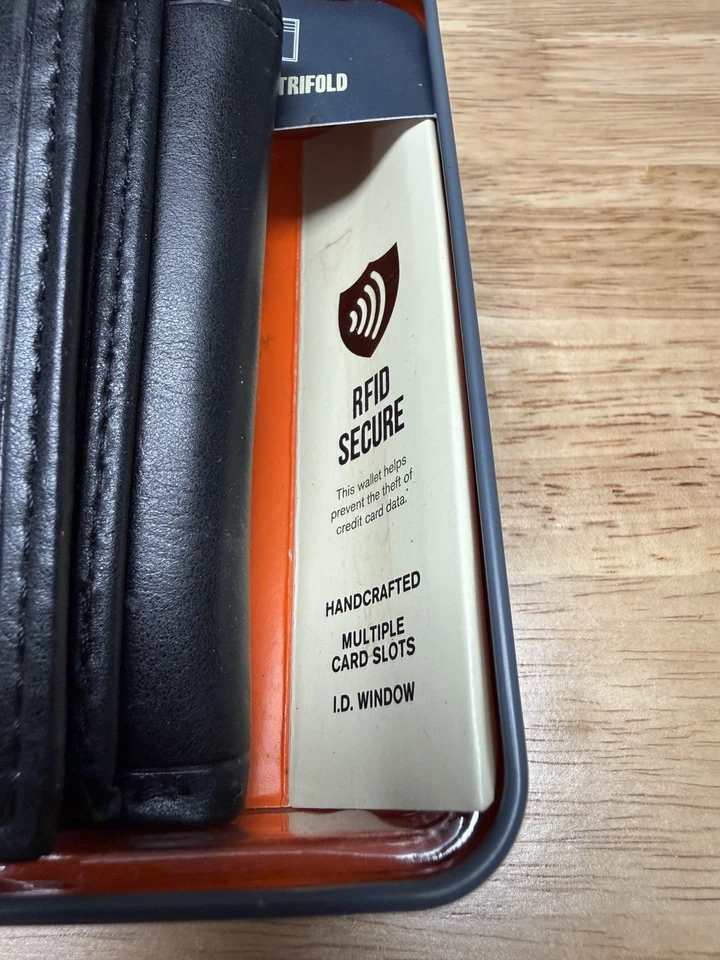 TRIFOLD
RFID
SECURE
This wallet helps
prevent the theft of
credit card data.
HANDCRAFTED
MULTIPLE
CARD SLOTS
I.D. WINDOW